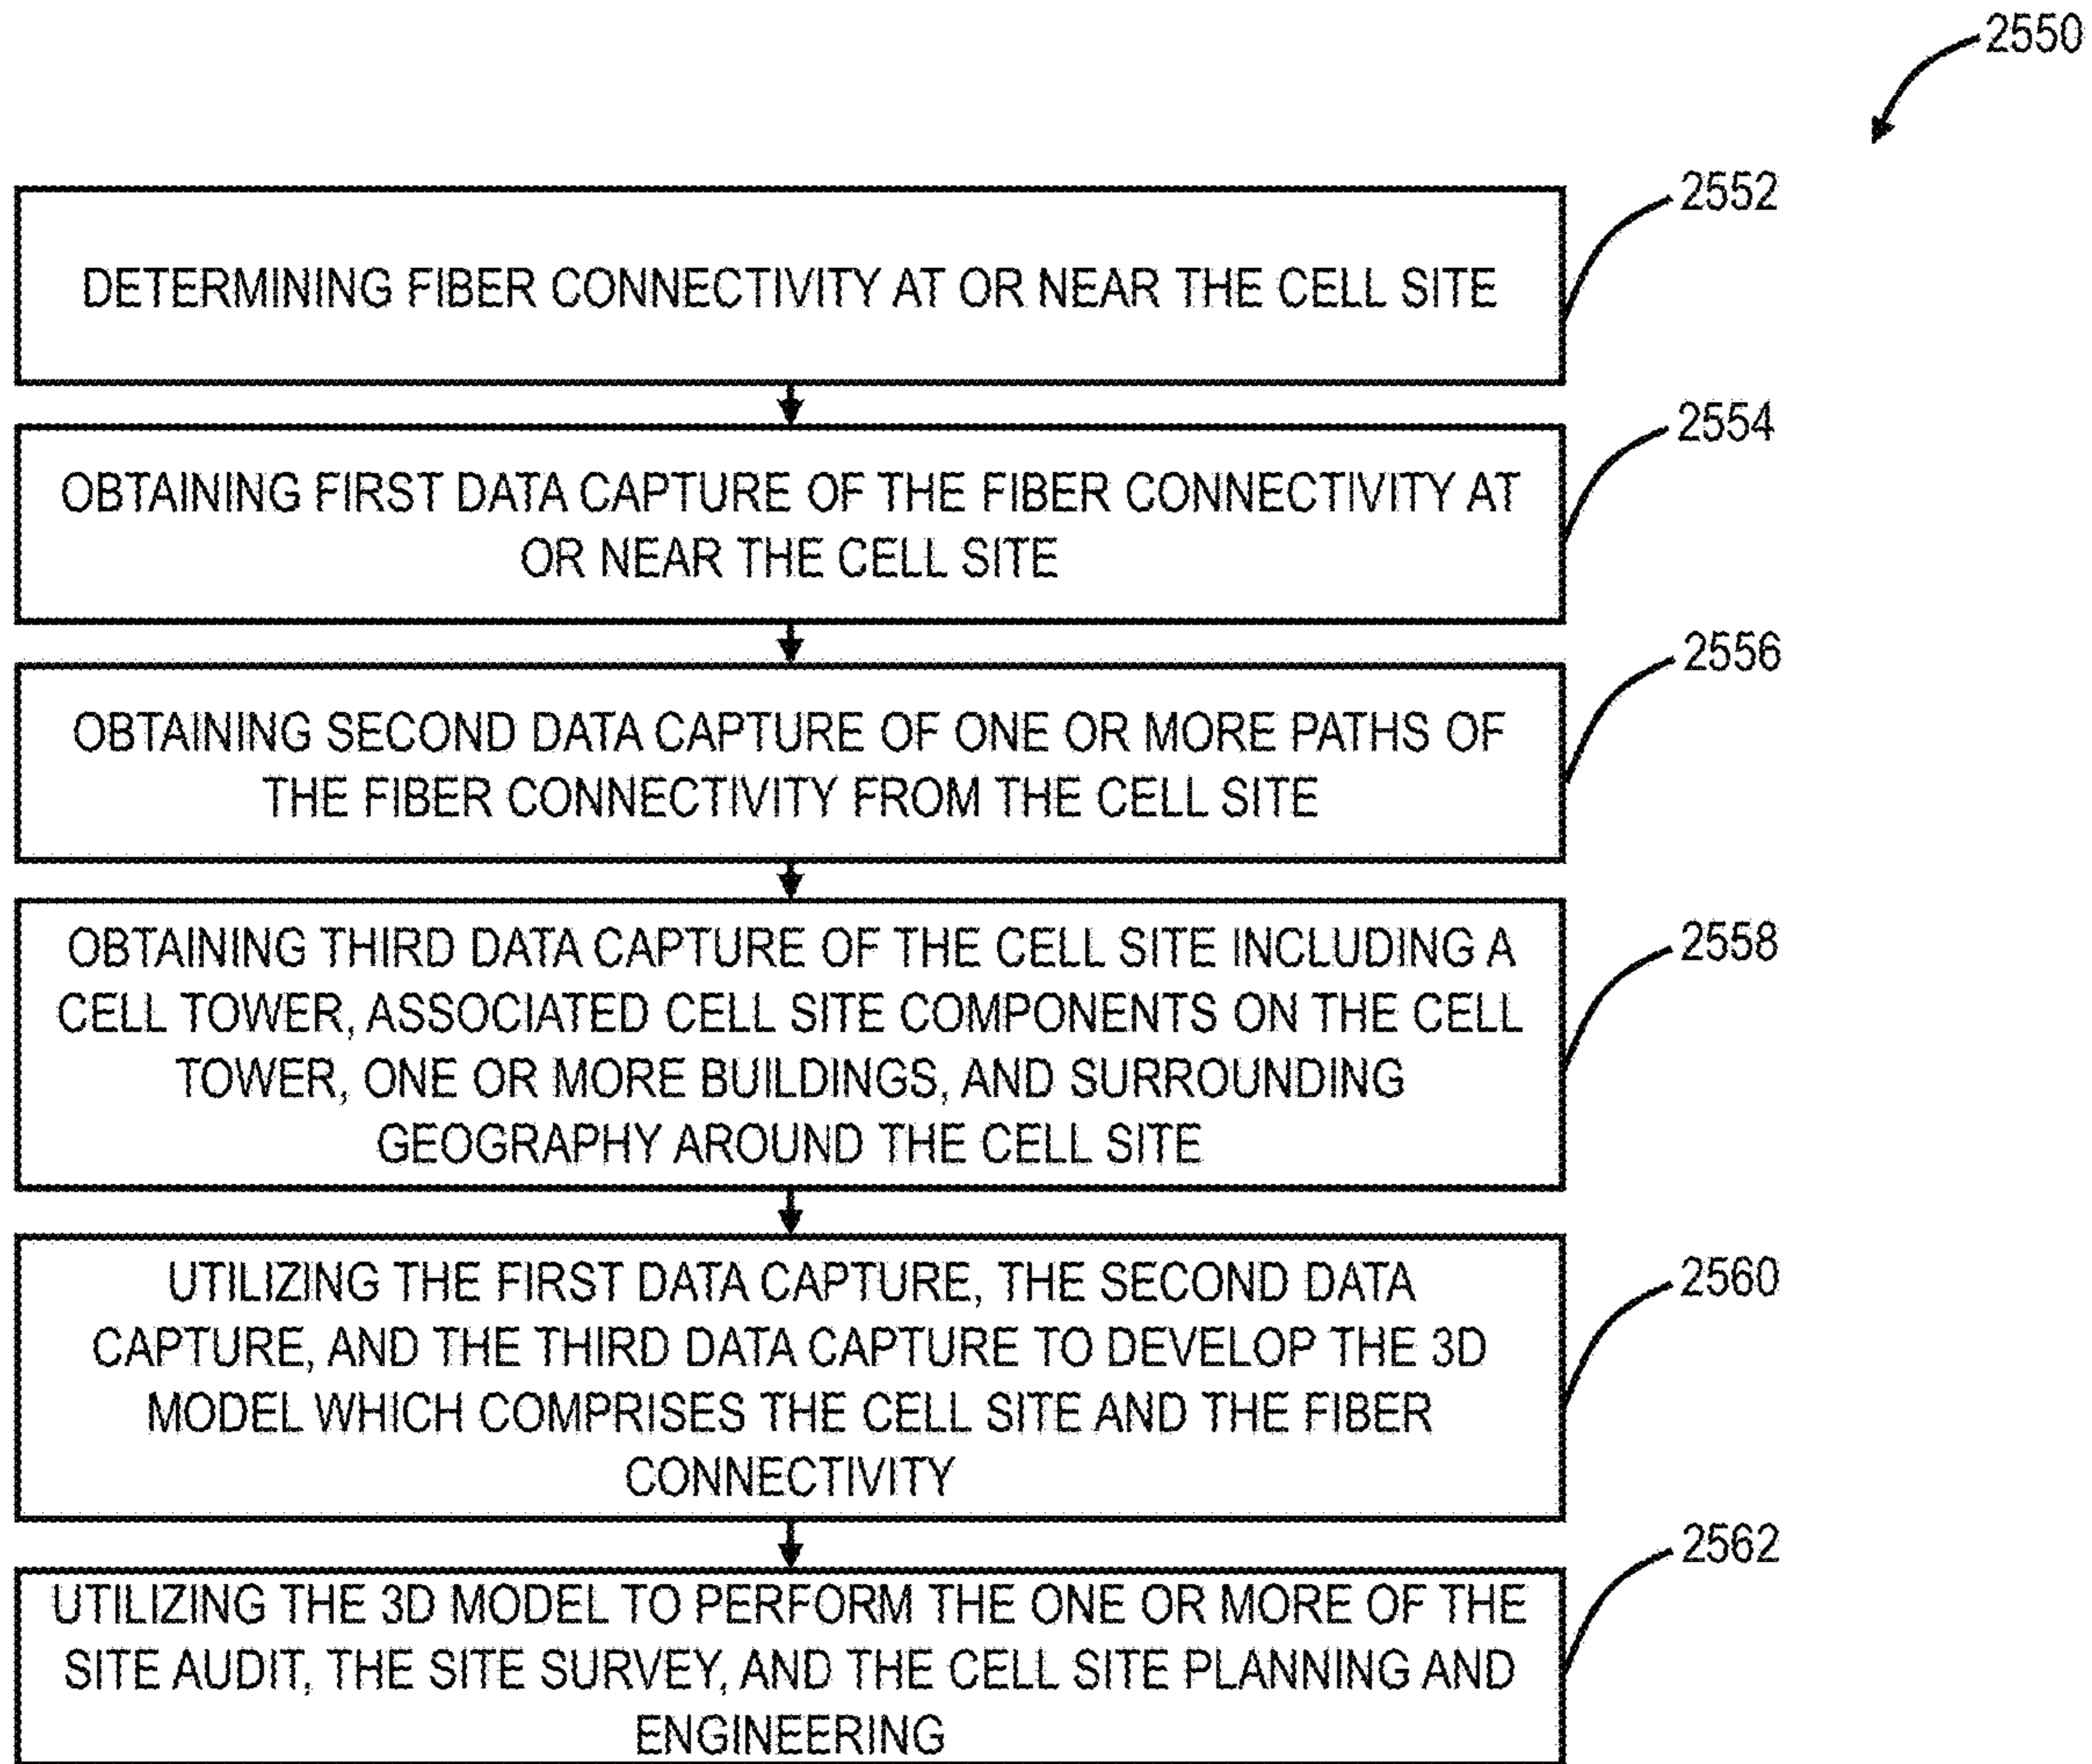 2550
2552
DETERMINING FIBER CONNECTIVITY AT OR NEAR THE CELL SITE
2554
OBTAINING FIRST DATA CAPTURE OF THE FIBER CONNECTIVITY AT
OR NEAR THE CELL SITE
2556
OBTAINING SECOND DATA CAPTURE OF ONE OR MORE PATHS OF
THE FIBER CONNECTIVITY FROM THE CELL SITE
2558
OBTAINING THIRD DATA CAPTURE OF THE CELL SITE INCLUDING A
CELL TOWER, ASSOCIATED CELL SITE COMPONENTS ON THE CELL
TOWER, ONE OR MORE BUILDINGS, AND SURROUNDING
GEOGRAPHY AROUND THE CELL SITE
2560
UTILIZING THE FIRST DATA CAPTURE, THE SECOND DATA
CAPTURE, AND THE THIRD DATA CAPTURE TO DEVELOP THE 3D
MODEL WHICH COMPRISES THE CELL SITE AND THE FIBER
CONNECTIVITY
2562
UTILIZING THE 3D MODEL TO PERFORM THE ONE OR MORE OF THE
SITE AUDIT, THE SITE SURVEY, AND THE CELL SITE PLANNING AND
ENGINEERING